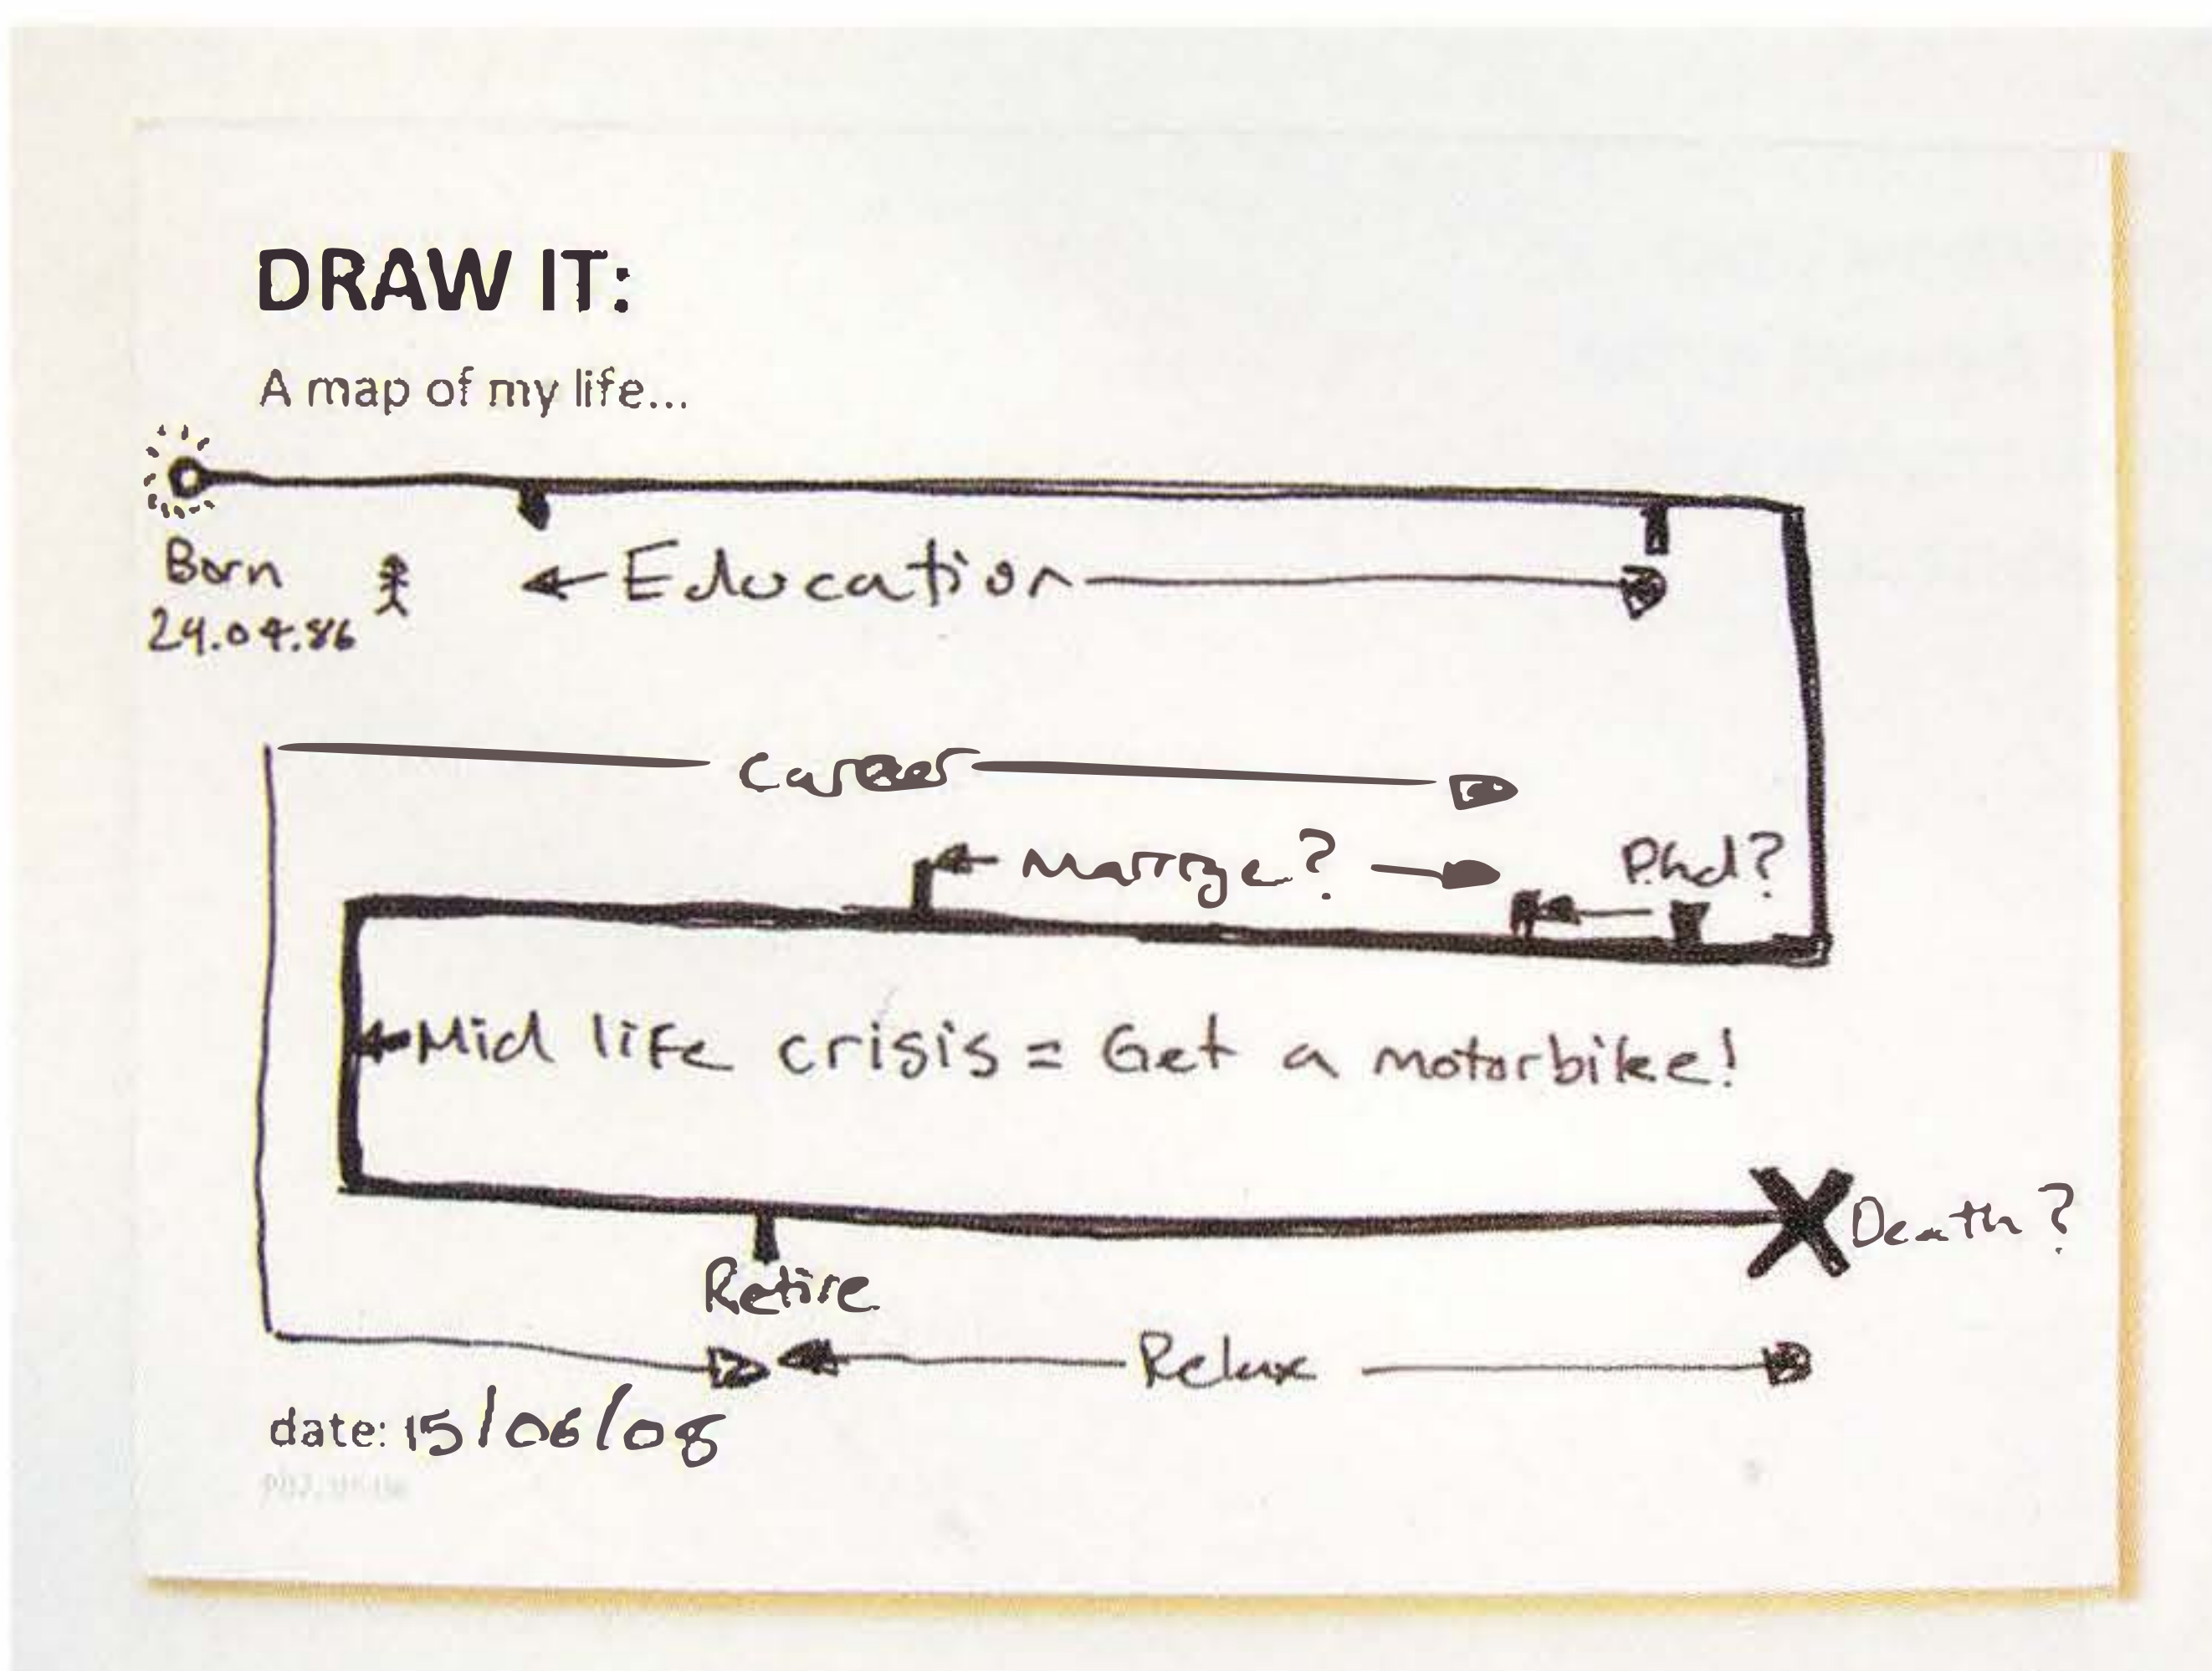 DRAW IT:
A map of my life...
Born
24.04.86
Education
Career
Marrige?
Phd?
Mid life crisis = Get a motorbike!
Death?
Retire
Relax
date: 15/06/08